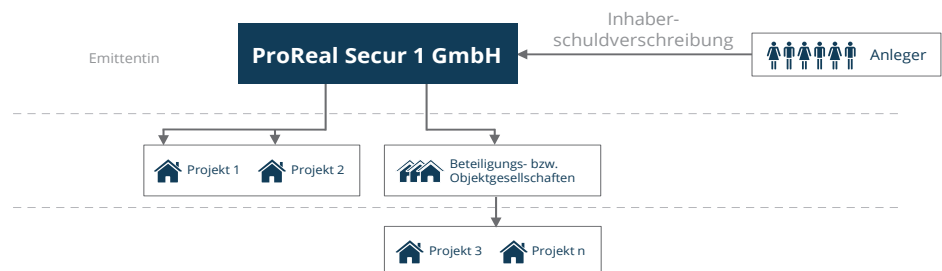 Inhaber-
schuldverschreibung
Emittentin
ProReal Secur 1 GmbH
Anleger
Projekt 1
Projekt 2
Beteiligungs- bzw.
Objektgesellschaften
Projekt 3
Projekt n